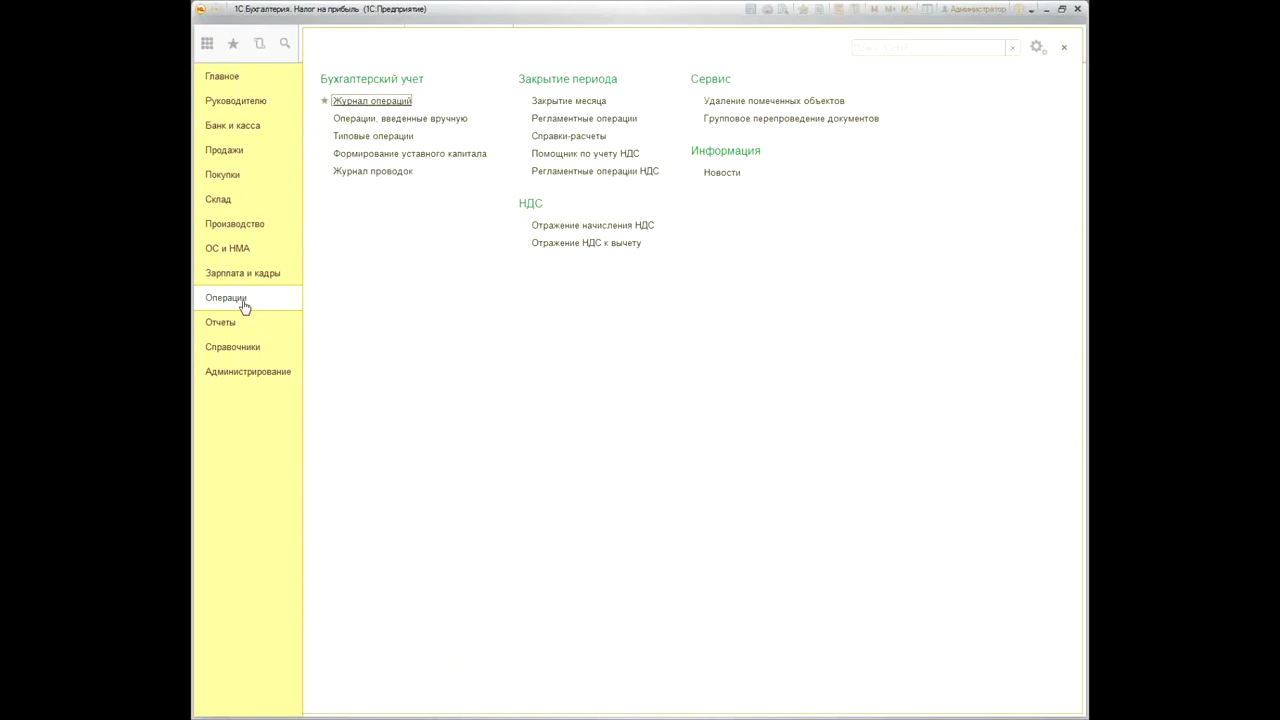 1С Бухгалтерия. Налог на прибыль (1С:Предприятие)
M M+ M-
Администратор
Главное
Руководителю
Банк и касса
Продажи
Покупки
Склад
Производство
ОС и НМА
Зарплата и кадры
Операции
Отчеты
Справочники
Администрирование
Бухгалтерский учет
Журнал операций
Операции, введенные вручную
Типовые операции
Формирование уставного капитала
Журнал проводок
Закрытие периода
Закрытие месяца
Регламентные операции
Справки-расчеты
Помощник по учету НДС
Регламентные операции НДС
НДС
Отражение начисления НДС
Отражение НДС к вычету
Сервис
Удаление помеченных объектов
Групповое перепроведение документов
Информация
Новости